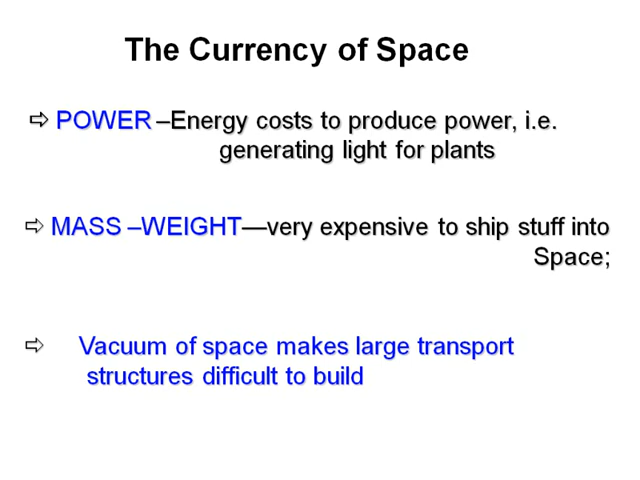 The Currency of Space
⇨ POWER –Energy costs to produce power, i.e.
generating light for plants
⇨ MASS –WEIGHT—very expensive to ship stuff into
Space;
⇨ Vacuum of space makes large transport
structures difficult to build